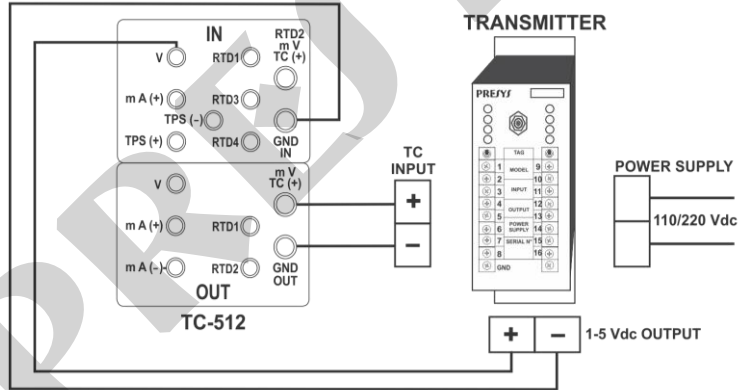 IN
V
RTD1
RTD2
m V
TC (+)
m A (+)
RTD3
TPS (–)
TPS (+)
RTD4
GND
IN
V
m V
TC (+)
m A (+)
RTD1
m A (–)
RTD2
GND
OUT
OUT
TC-512
TC
INPUT
+
–
TRANSMITTER
PRESYS
TAG
1 MODEL 9
2 10
3 INPUT 11
4 12
5 OUTPUT 13
6 POWER SUPPLY 14
7 SERIAL Nº 15
8 16
GND
POWER SUPPLY
110/220 Vdc
+ –
1-5 Vdc OUTPUT